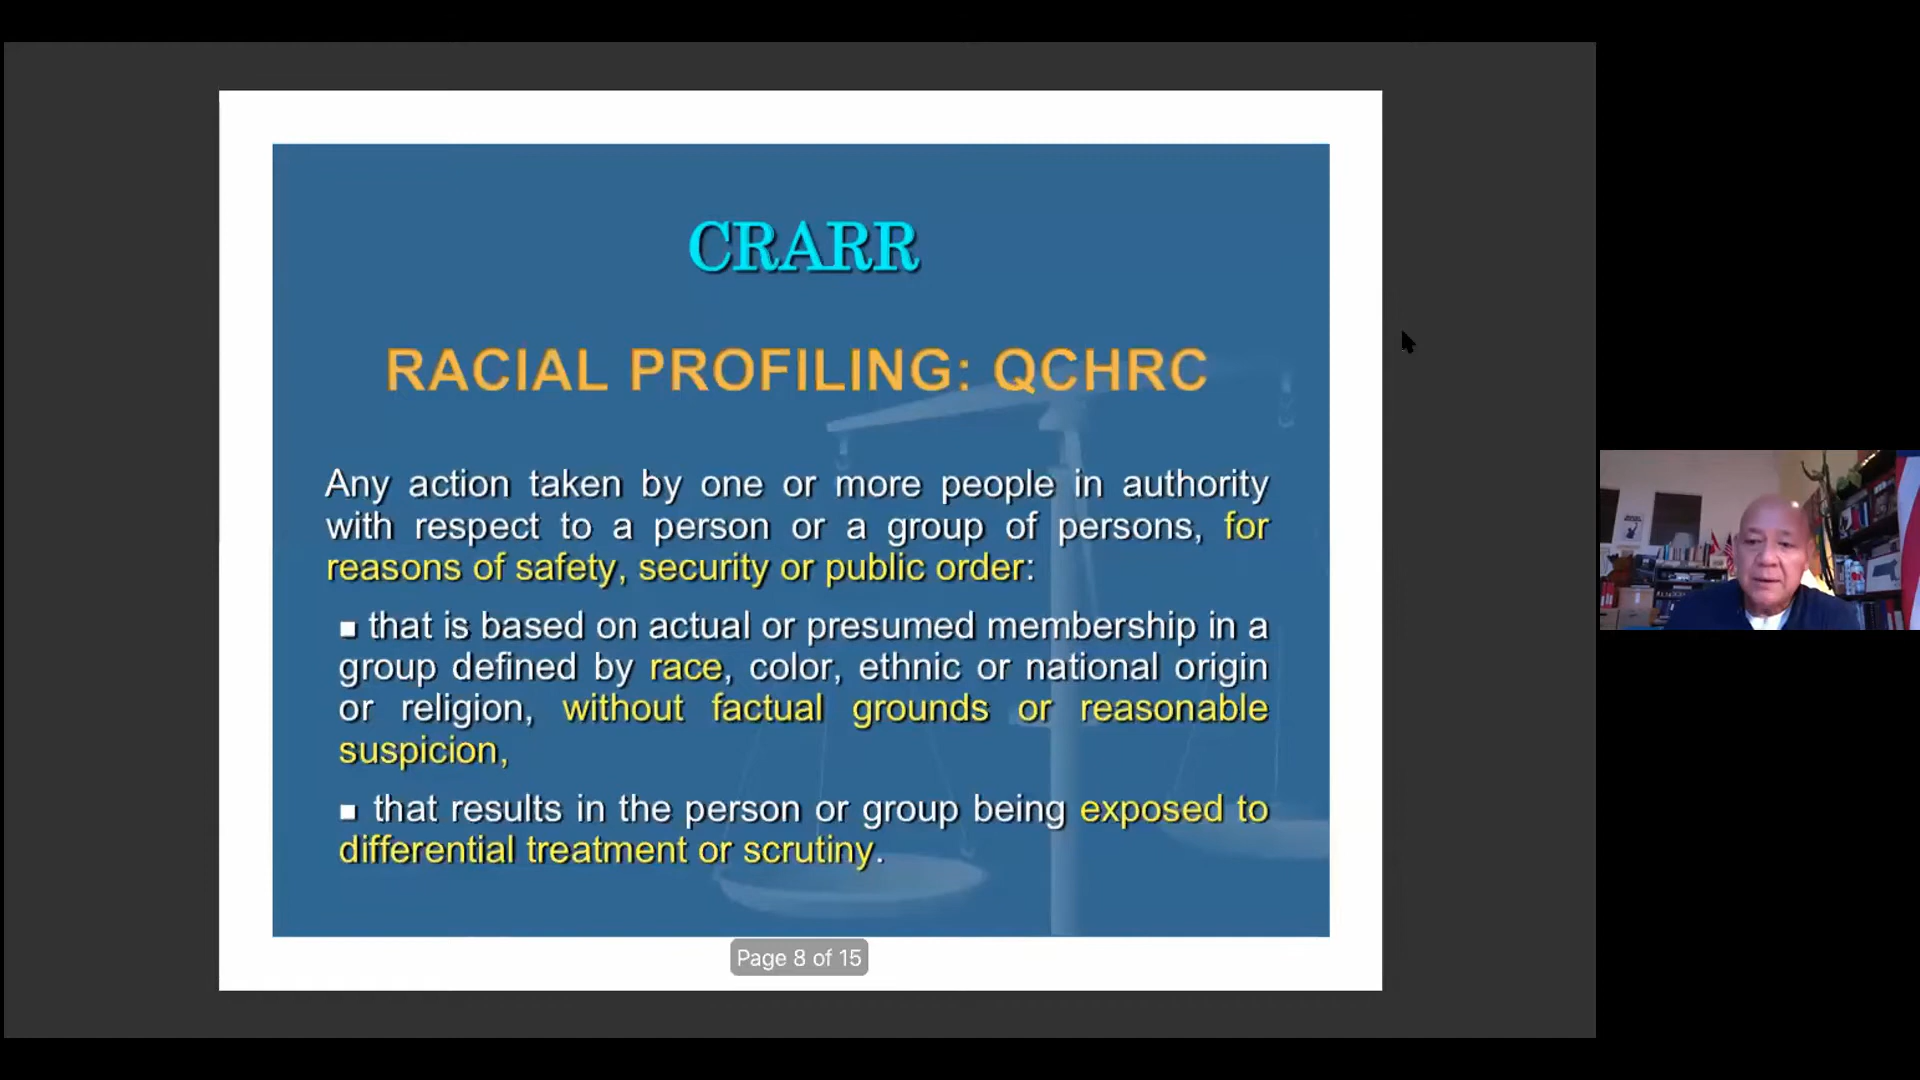 CRARR
RACIAL PROFILING: QCHRC
Any action taken by one or more people in authority
with respect to a person or a group of persons, for
reasons of safety, security or public order:
▪ that is based on actual or presumed membership in a
group defined by race, color, ethnic or national origin
or religion, without factual grounds or reasonable
suspicion,
▪ that results in the person or group being exposed to
differential treatment or scrutiny.
Page 8 of 15